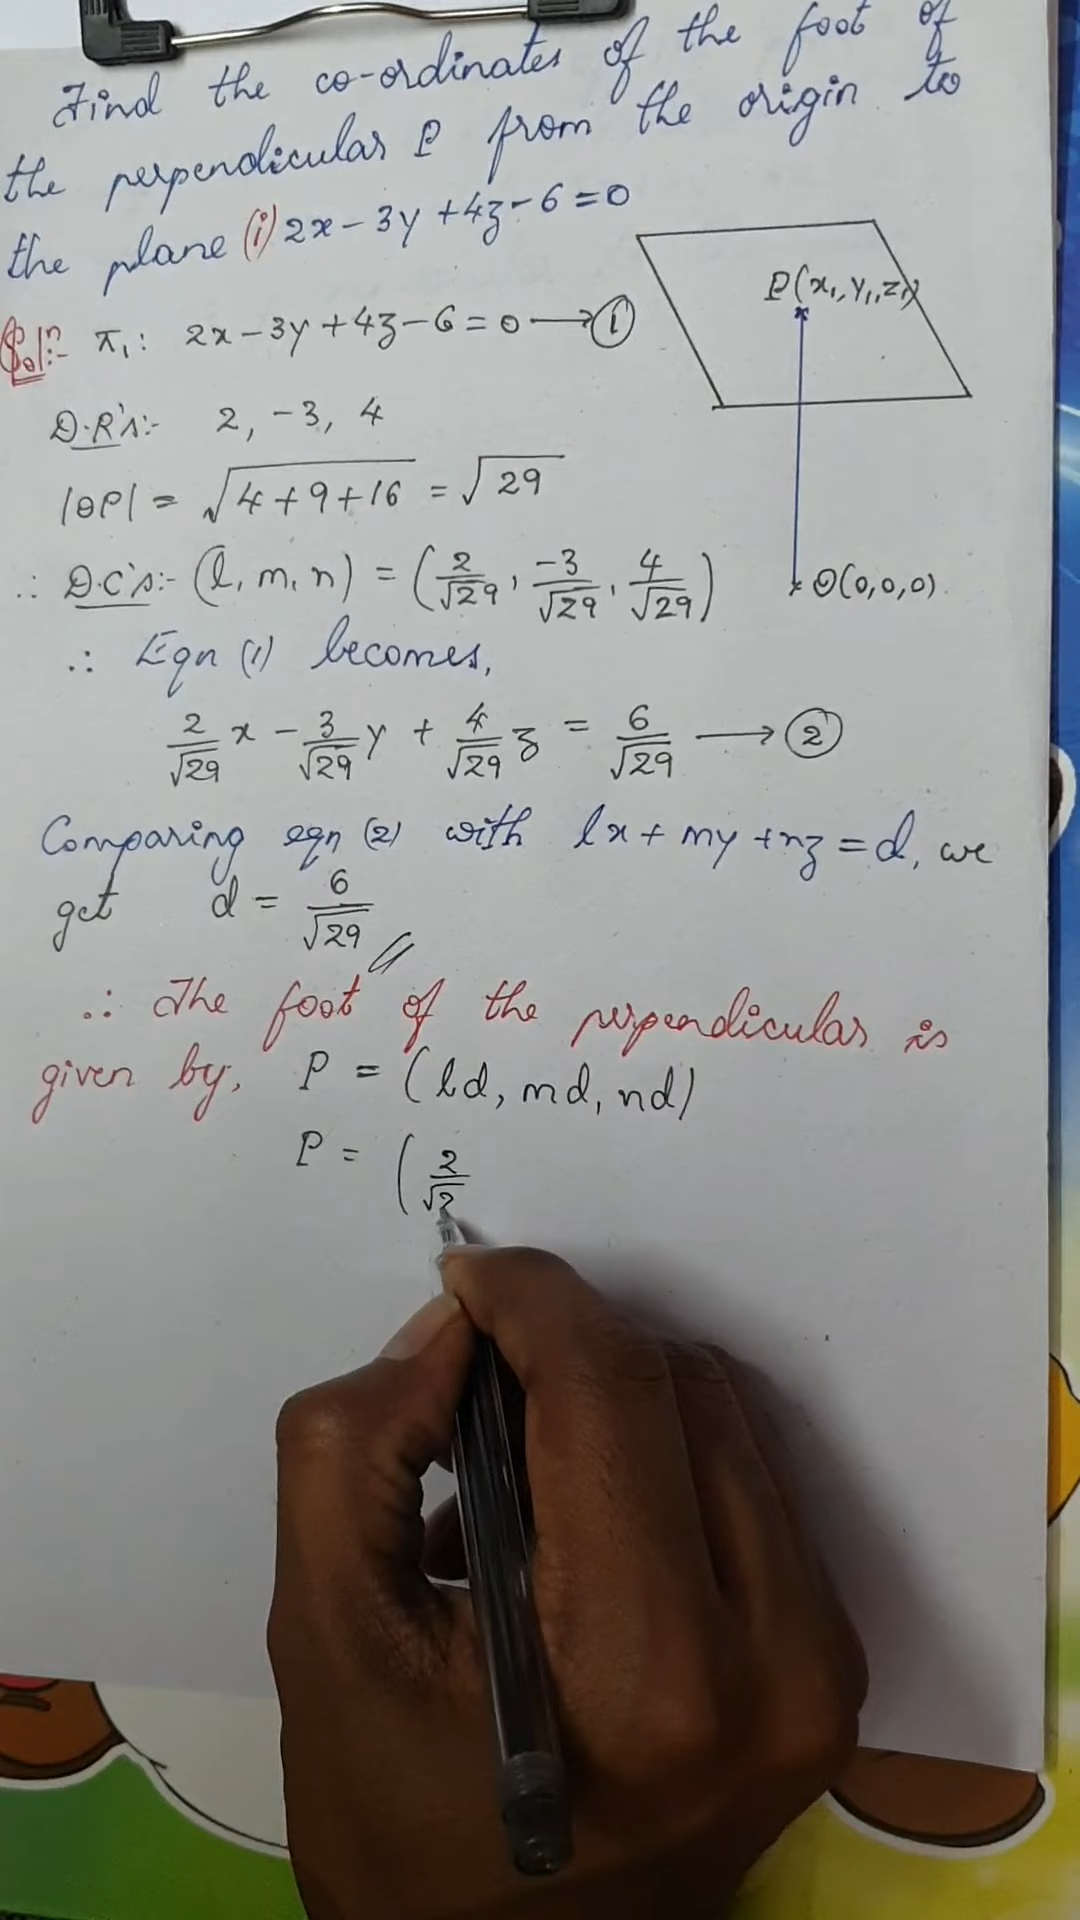 Find the co-ordinates of the foot of
the perpendicular P from the origin to
the plane (i) 2x - 3y + 4z - 6 = 0
P(x₁, y₁, z₁)
Solⁿ:- π₁: 2x - 3y + 4z - 6 = 0 → ①
D.R's:- 2, -3, 4
|OP| = √(4+9+16) = √29
∴ D.C's:- (l, m, n) = (2/√29, -3/√29, 4/√29)
O(0,0,0)
∴ Eqn (1) becomes,
2/√29 x - 3/√29 y + 4/√29 z = 6/√29 → ②
Comparing eqn (2) with lx + my + nz = d, we
get d = 6/√29 //
∴ The foot of the perpendicular is
given by, P = (ld, md, nd)
P = (2/√2